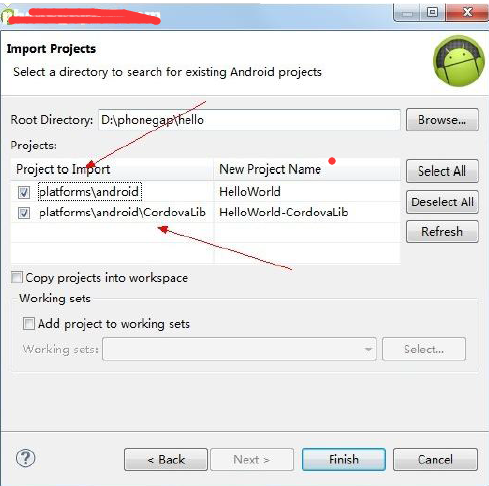 Import Projects
Select a directory to search for existing Android projects
Root Directory: D:\phonegap\hello Browse...
Projects:
Project to Import New Project Name Select All
platforms\android HelloWorld
Deselect All
platforms\android\CordovaLib HelloWorld-CordovaLib
Refresh
Copy projects into workspace
Working sets
Add project to working sets
Working sets: Select...
? < Back Next > Finish Cancel